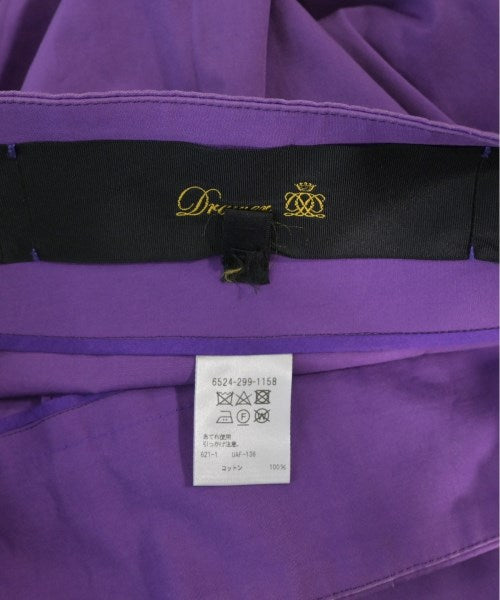 Drawer
6524-299-1158
あて布使用
引っかけ注意。
621-1 UAF-136
コットン 100%